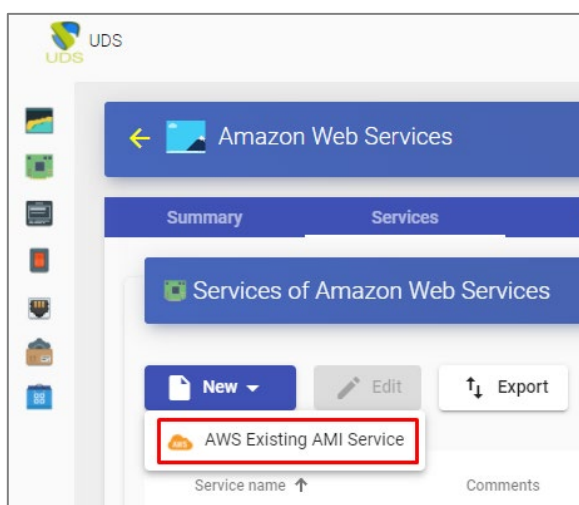 UDS
UDS
Amazon Web Services
Summary Services
Services of Amazon Web Services
New Edit Export
AWS AWS Existing AMI Service
Service name Comments